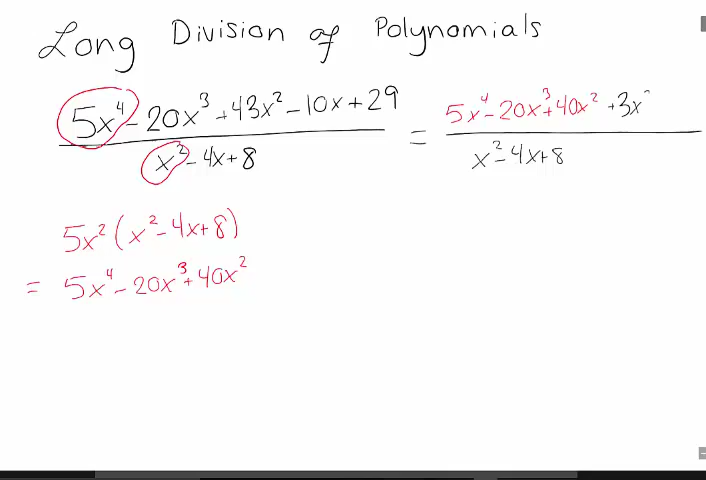 Long Division of Polynomials
5x⁴ - 20x³ + 43x² - 10x + 29 = 5x⁴ - 20x³ + 40x² + 3x²
x² - 4x + 8 x² - 4x + 8
5x² (x² - 4x + 8)
= 5x⁴ - 20x³ + 40x²